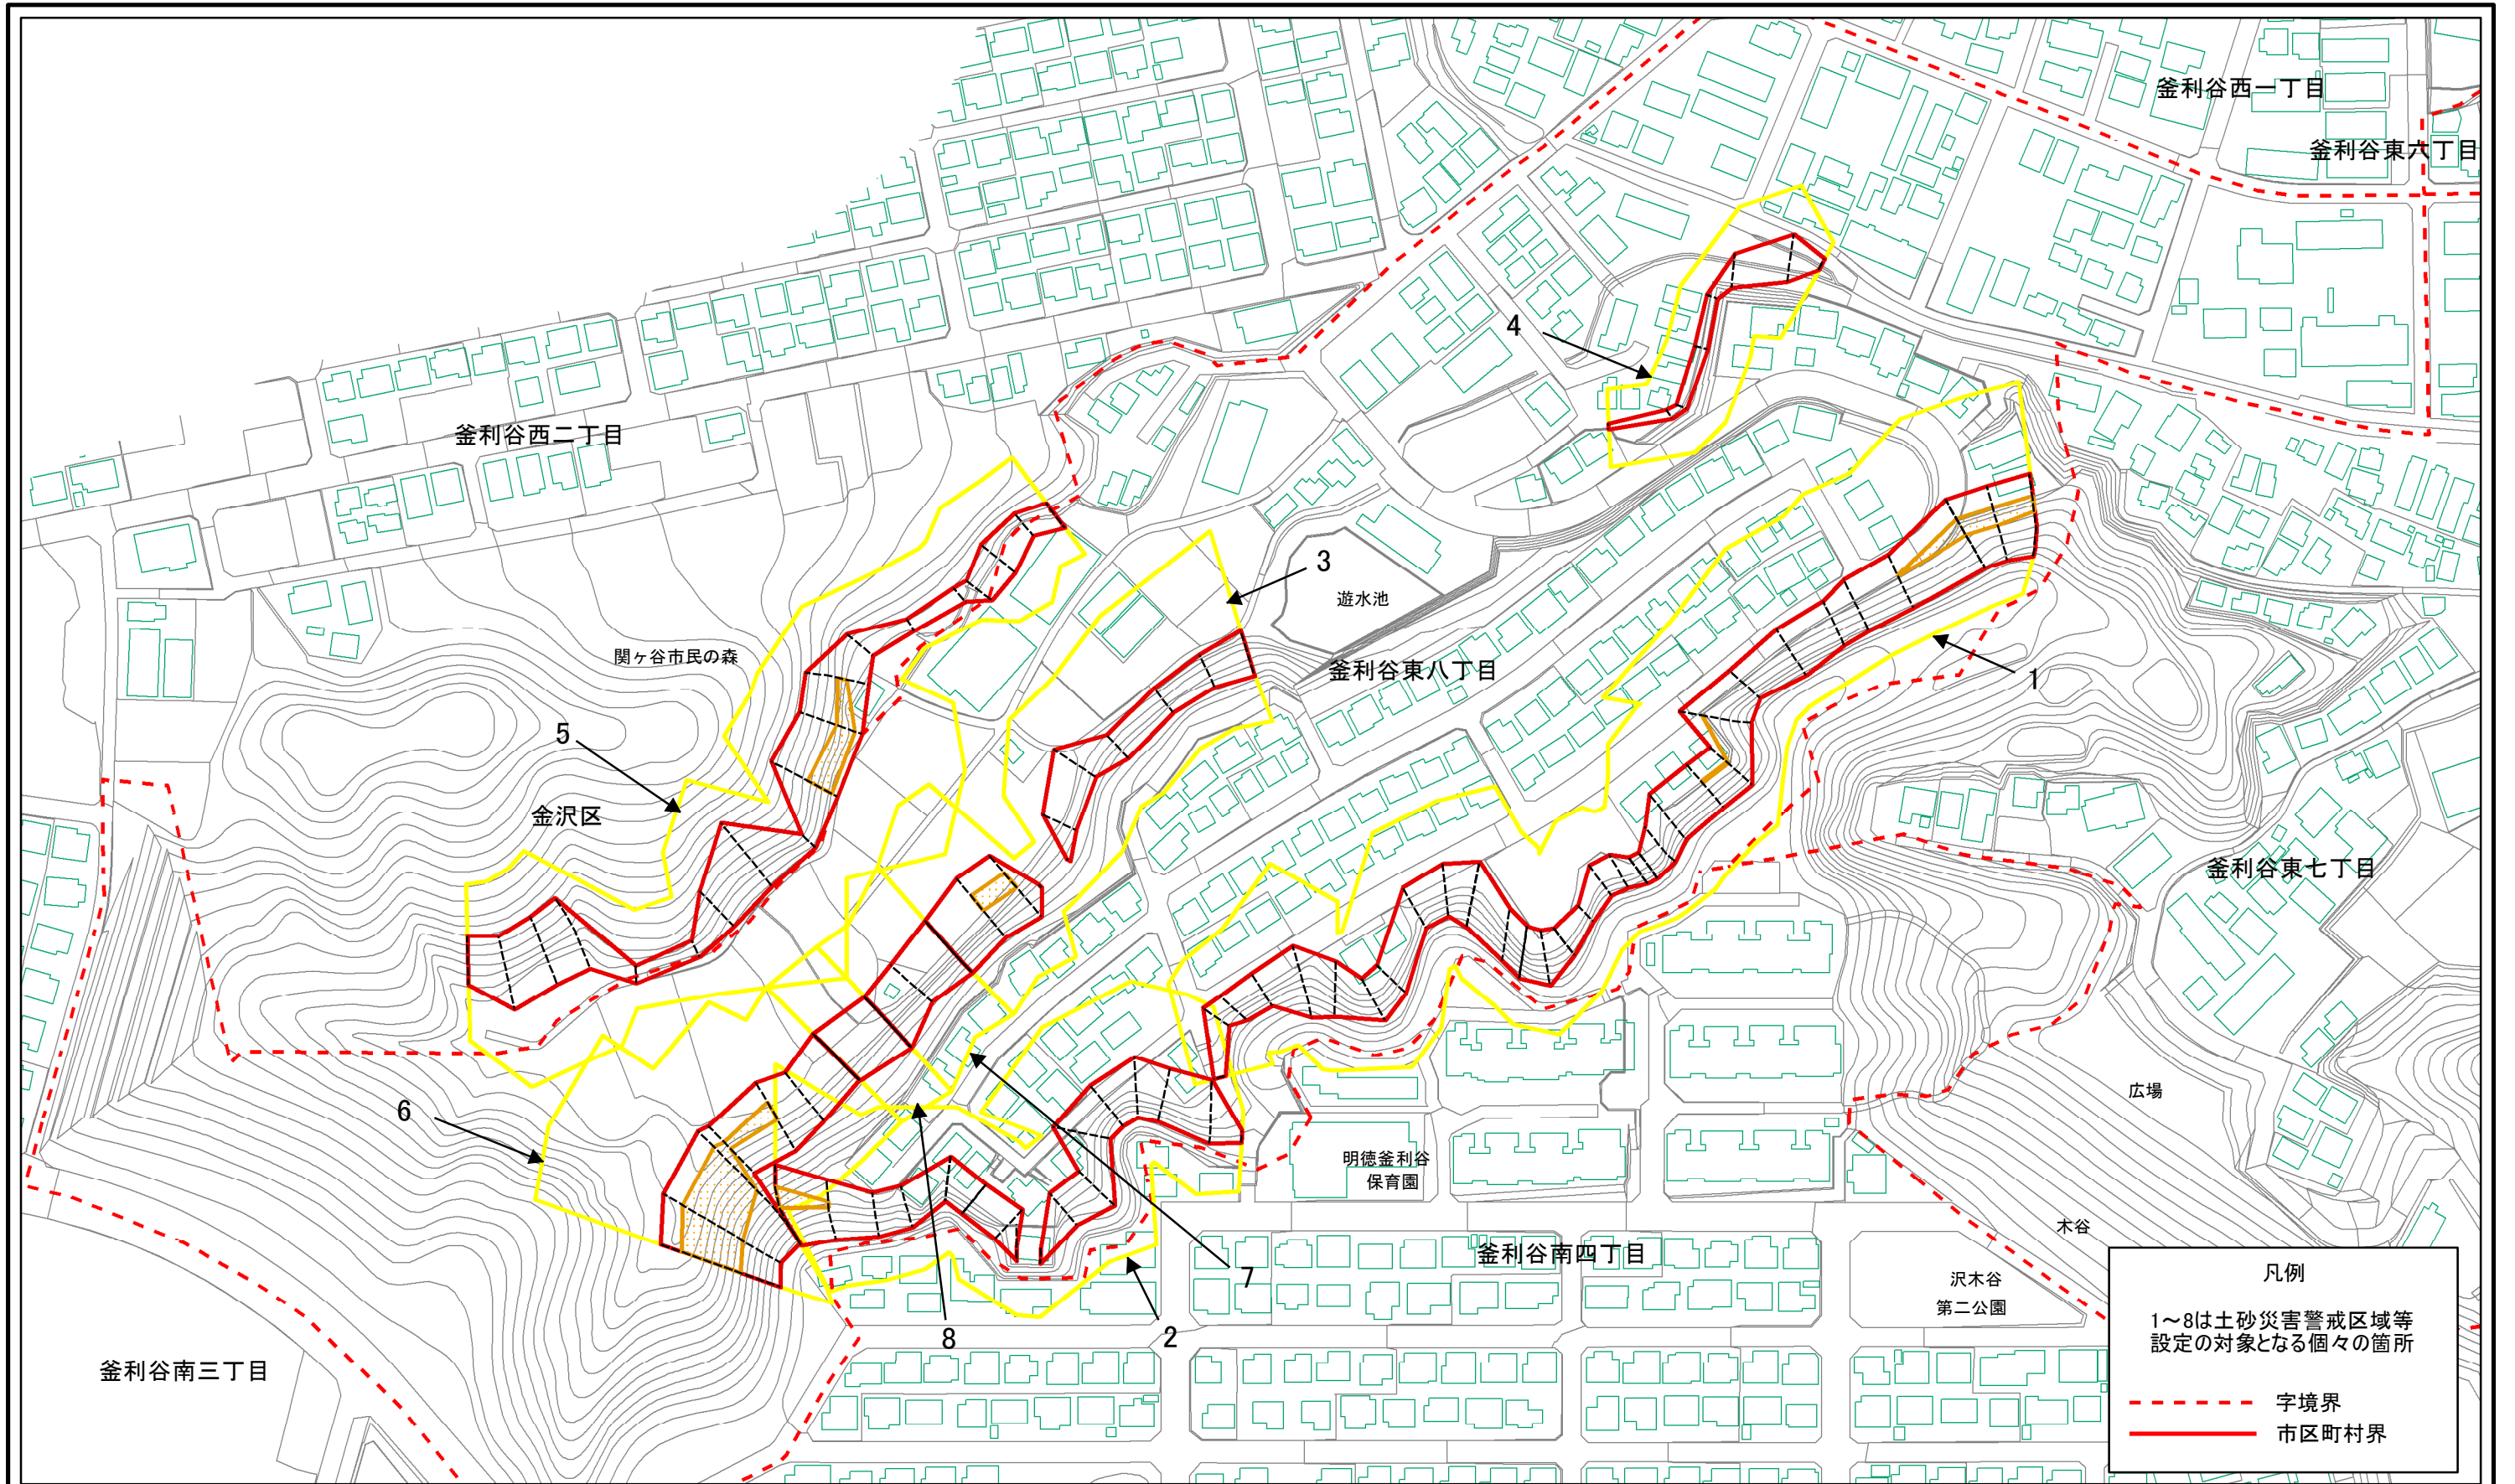 釜利谷西一丁目
釜利谷東六丁目
4
釜利谷西二丁目
3
遊水池
関ヶ谷市民の森
釜利谷東八丁目
1
5
金沢区
釜利谷東七丁目
6
広場
明徳釜利谷
保育園
木谷
釜利谷南四丁目
7
沢木谷
第二公園
8
2
釜利谷南三丁目
凡例
1～8は土砂災害警戒区域等
設定の対象となる個々の箇所
字境界
市区町村界